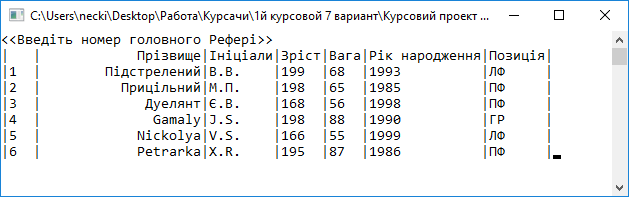 C:\Users\necki\Desktop\Работа\Курсачи\1й курсовой 7 вариант\Курсовий проект ...
<<Введіть номер головного Рефері>>
|   |            Прізвище|Ініціали|Зріст|Вага|Рік народження|Позиція|
|1  |        Підстрелений|В.В.    |199  |68  |1993          |ЛФ     |
|2  |          Прицільний|М.П.    |198  |65  |1985          |ПФ     |
|3  |             Дуелянт|Є.В.    |168  |56  |1998          |ПФ     |
|4  |              Gamaly|J.S.    |198  |88  |1990          |ГР     |
|5  |            Nickolya|V.S.    |166  |55  |1999          |ЛФ     |
|6  |            Petrarka|X.R.    |195  |87  |1986          |ПФ     |